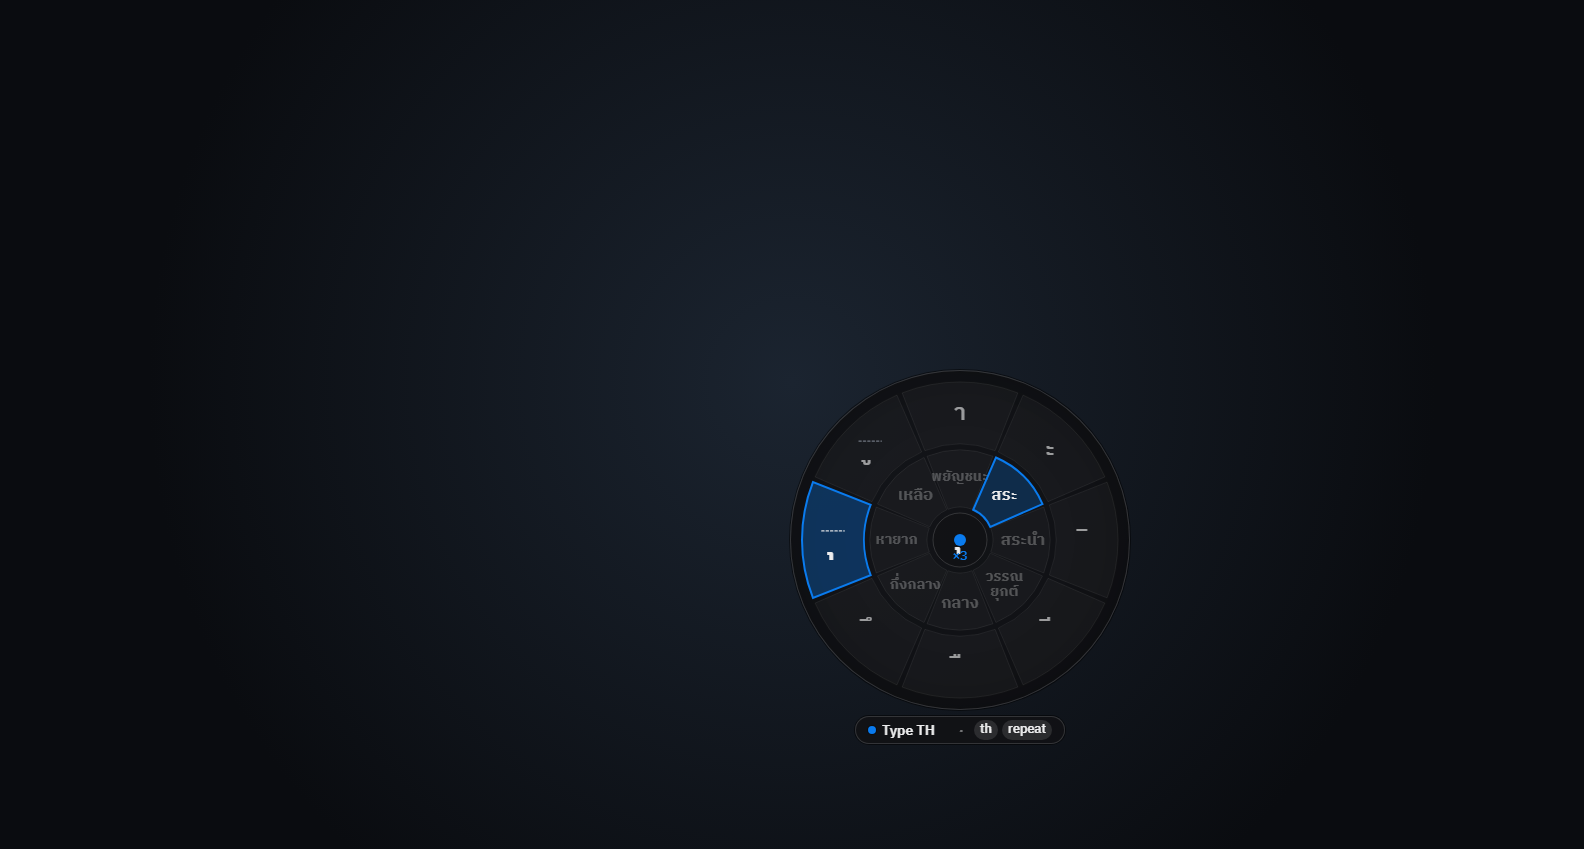 า
ะ
ู
พยัญชนะ
เหลือ
สระ
ุ
หายาก
×3
สระนำ
ิ
กึ่งกลาง
วรรณ
ยุกต์
กลาง
ำ
ี
ื
Type TH
th
repeat